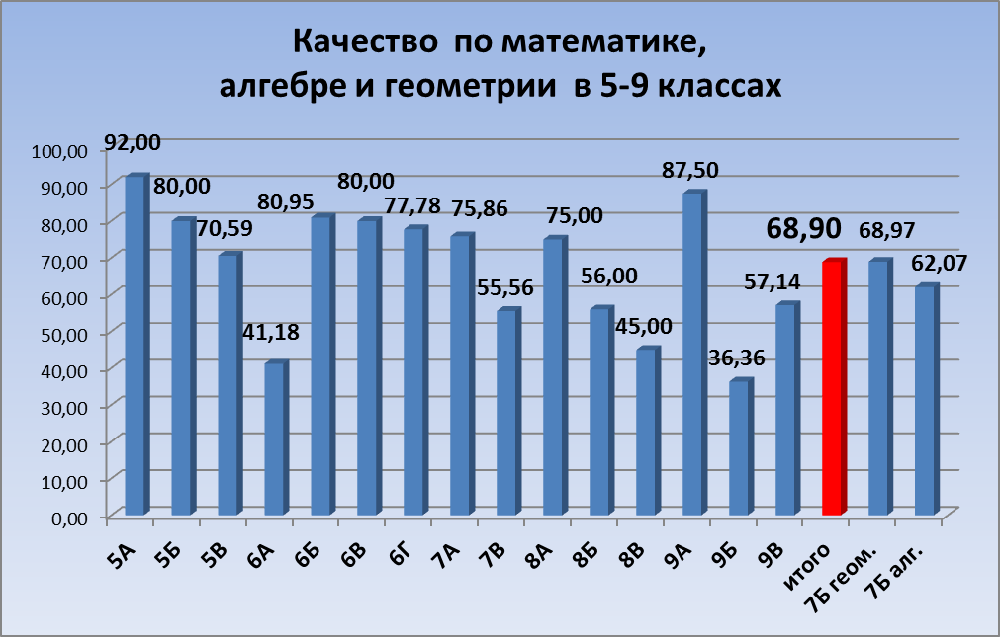 Качество по математике,
алгебре и геометрии в 5-9 классах
100,00
90,00
80,00
70,00
60,00
50,00
40,00
30,00
20,00
10,00
0,00
92,00
80,00
70,59
41,18
80,95
80,00
77,78
75,86
55,56
75,00
56,00
45,00
87,50
36,36
57,14
68,90
68,97
62,07
5А
5Б
5В
6А
6Б
6В
6Г
7А
7В
8А
8Б
8В
9А
9Б
9В
итого
7Б геом.
7Б алг.